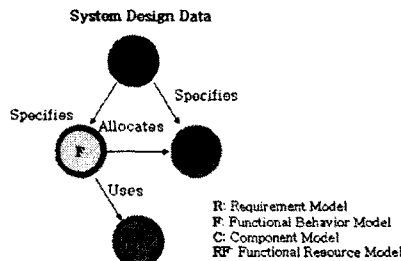 System Design Data
Specifies
Specifies
Allocates
F
Uses
R: Requirement Model
F: Functional Behavior Model
C: Component Model
RF Functional Resource Model